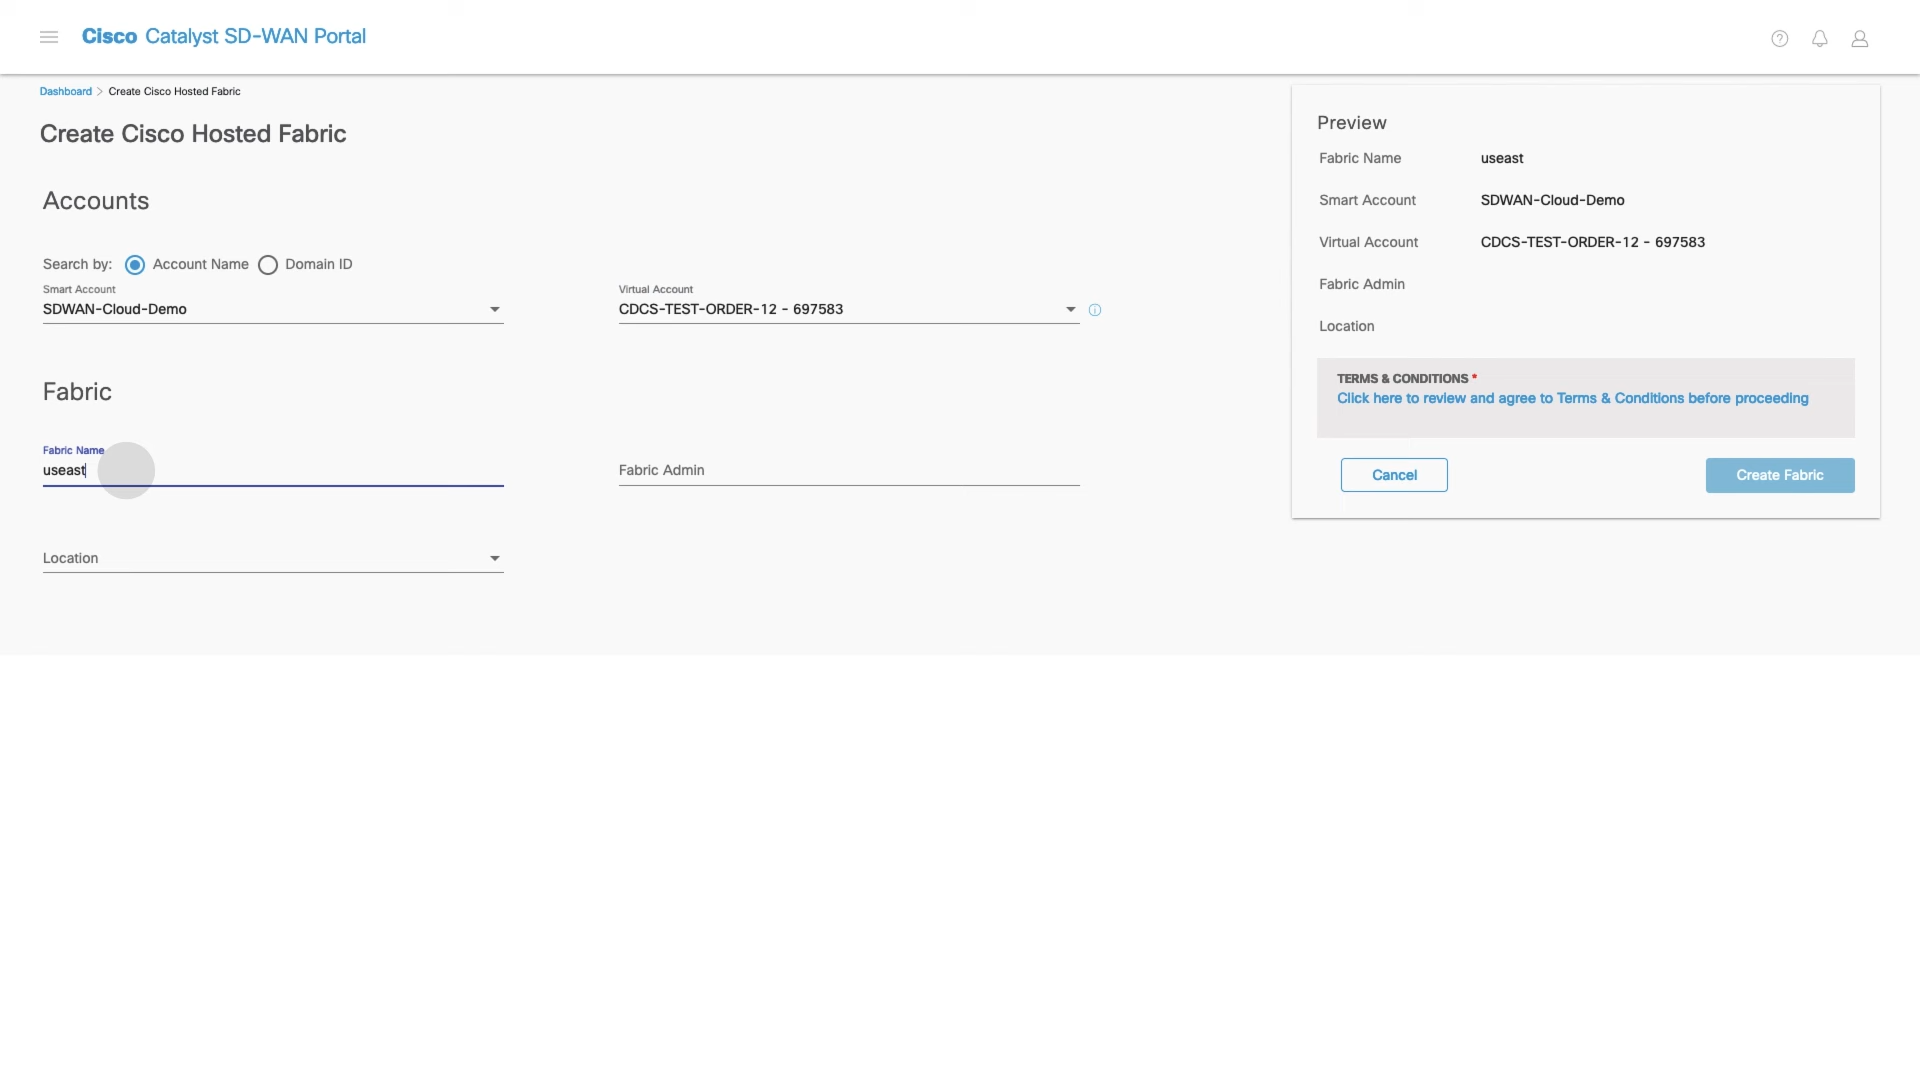 Cisco Catalyst SD-WAN Portal
Dashboard > Create Cisco Hosted Fabric
Create Cisco Hosted Fabric
Accounts
Search by: Account Name Domain ID
Smart Account
SDWAN-Cloud-Demo
Virtual Account
CDCS-TEST-ORDER-12 - 697583
Fabric
Fabric Name
useast
Fabric Admin
Location
Preview
Fabric Name useast
Smart Account SDWAN-Cloud-Demo
Virtual Account CDCS-TEST-ORDER-12 - 697583
Fabric Admin
Location
TERMS & CONDITIONS *
Click here to review and agree to Terms & Conditions before proceeding
Cancel Create Fabric